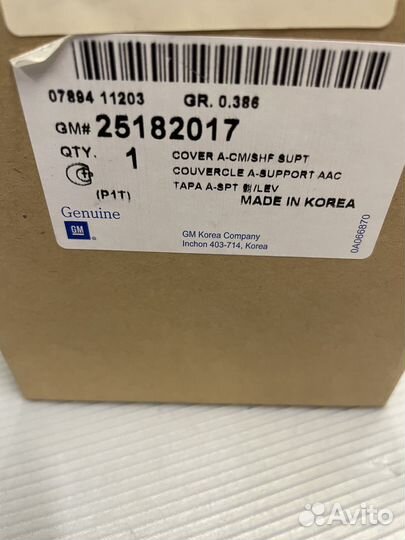 07894 11203 GR. 0.386
GM# 25182017
QTY. 1
COVER A-CM/SHF SUPT
COUVERCLE A-SUPPORT AAC
TAPA A-SPT /LEV
(P1T)
MADE IN KOREA
Genuine
GM
GM Korea Company
Inchon 403-714, Korea
0A066870
Avito